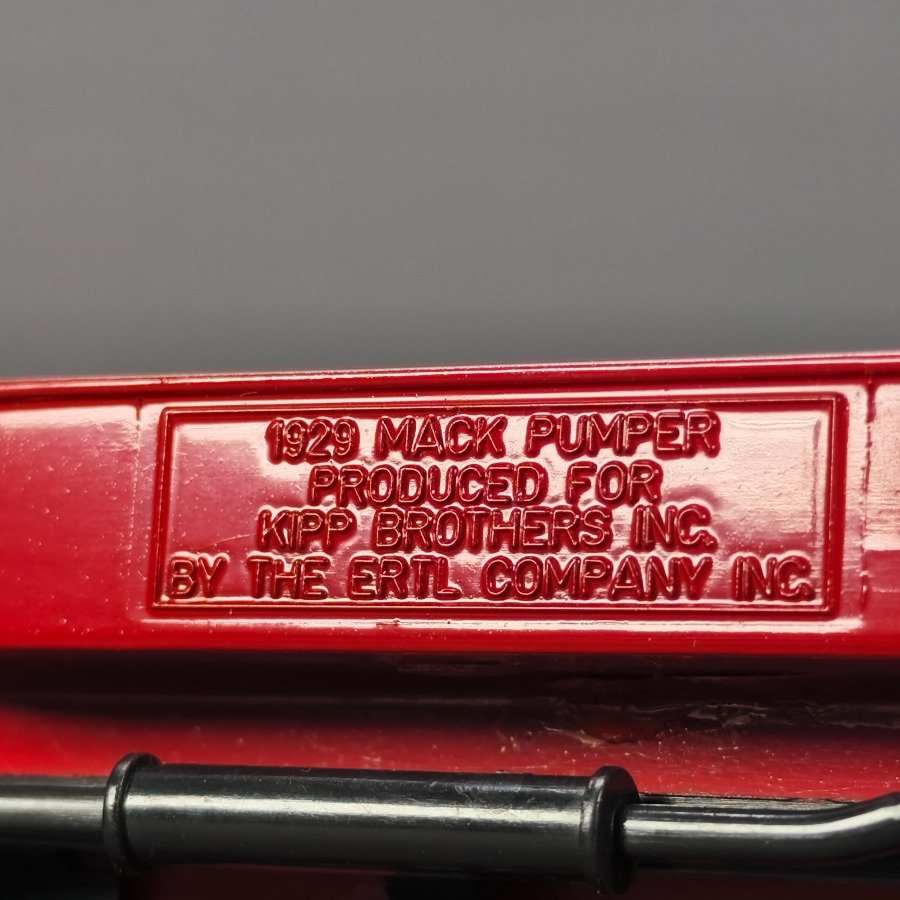 1929 MACK PUMPER
PRODUCED FOR
KIPP BROTHERS INC.
BY THE ERTL COMPANY INC.